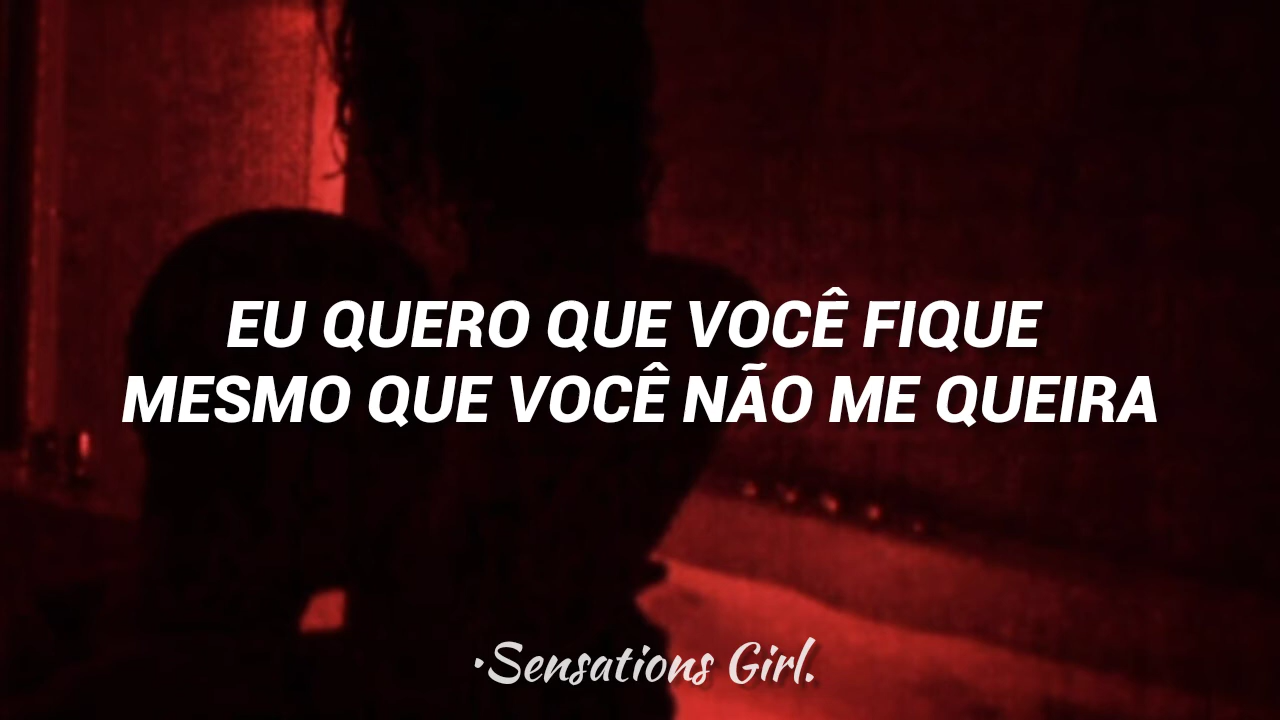 EU QUERO QUE VOCÊ FIQUE
MESMO QUE VOCÊ NÃO ME QUEIRA
·Sensations Girl.